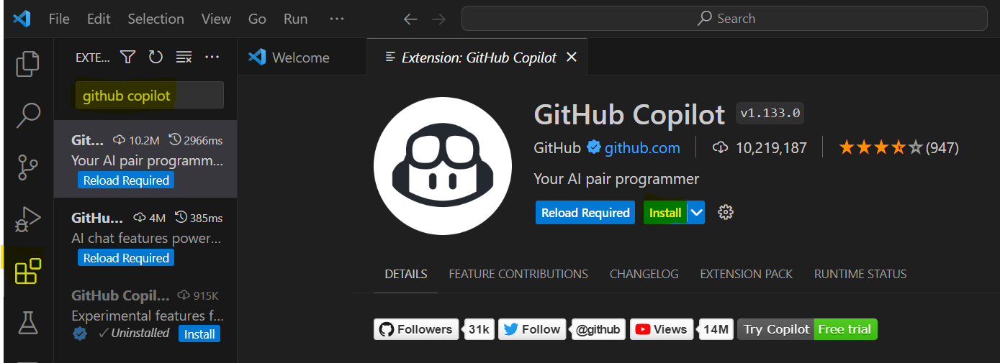 File Edit Selection View Go Run ··· Search
EXTE... ···
Welcome
Extension: GitHub Copilot
github copilot
Git... 10.2M 2966ms
Your AI pair programm...
Reload Required
GitHu... 4M 385ms
AI chat features power...
Reload Required
GitHub Copil... 915K
Experimental features f...
Uninstalled Install
GitHub Copilot v1.133.0
GitHub github.com 10,219,187 (947)
Your AI pair programmer
Reload Required Install
DETAILS FEATURE CONTRIBUTIONS CHANGELOG EXTENSION PACK RUNTIME STATUS
Followers 31k Follow @github Views 14M Try Copilot Free trial